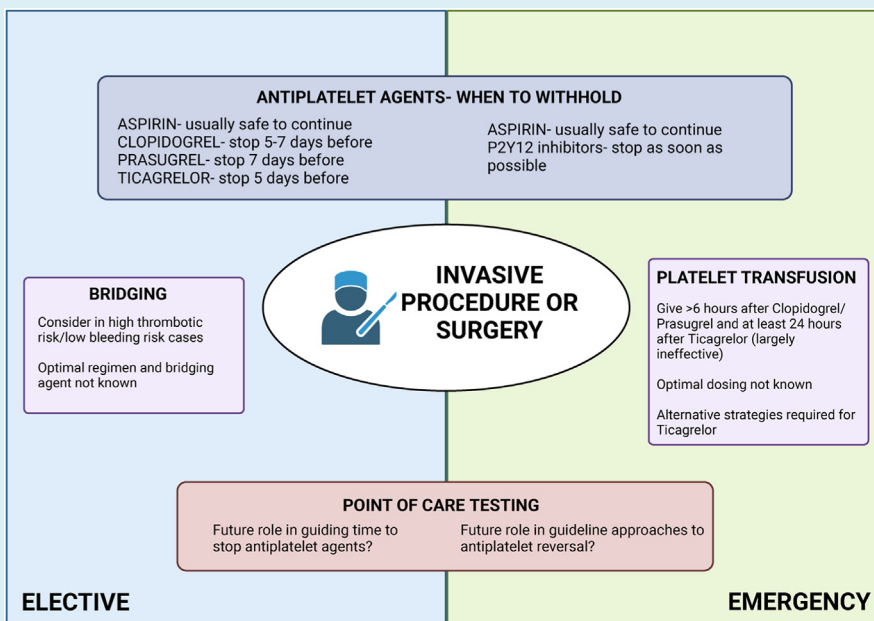 ANTIPLATELET AGENTS- WHEN TO WITHHOLD
ASPIRIN- usually safe to continue
CLOPIDOGREL- stop 5-7 days before
PRASUGREL- stop 7 days before
TICAGRELOR- stop 5 days before
ASPIRIN- usually safe to continue
P2Y12 inhibitors- stop as soon as
possible
BRIDGING
Consider in high thrombotic
risk/low bleeding risk cases
Optimal regimen and bridging
agent not known
INVASIVE
PROCEDURE OR
SURGERY
PLATELET TRANSFUSION
Give >6 hours after Clopidogrel/
Prasugrel and at least 24 hours
after Ticagrelor (largely
ineffective)
Optimal dosing not known
Alternative strategies required for
Ticagrelor
POINT OF CARE TESTING
Future role in guiding time to
stop antiplatelet agents?
Future role in guideline approaches to
antiplatelet reversal?
ELECTIVE
EMERGENCY